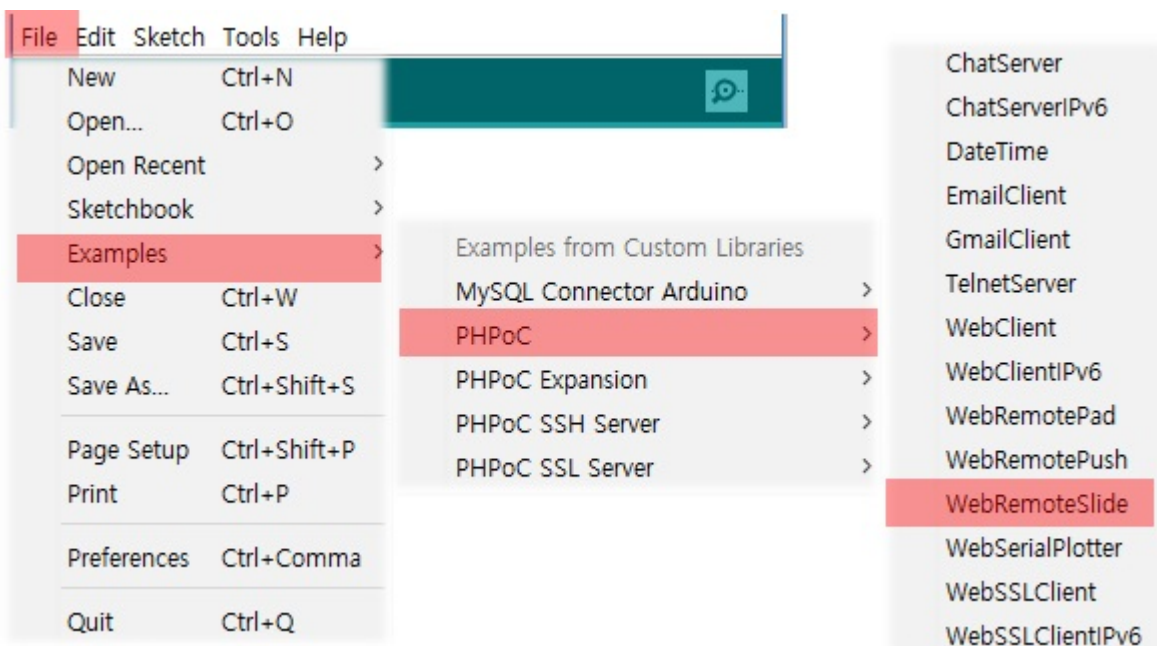 File Edit Sketch Tools Help
New Ctrl+N
Open... Ctrl+O
Open Recent
Sketchbook
Examples
Close Ctrl+W
Save Ctrl+S
Save As... Ctrl+Shift+S
Page Setup Ctrl+Shift+P
Print Ctrl+P
Preferences Ctrl+Comma
Quit Ctrl+Q
Examples from Custom Libraries
MySQL Connector Arduino
PHPoC
PHPoC Expansion
PHPoC SSH Server
PHPoC SSL Server
ChatServer
ChatServerIPv6
DateTime
EmailClient
GmailClient
TelnetServer
WebClient
WebClientIPv6
WebRemotePad
WebRemotePush
WebRemoteSlide
WebSerialPlotter
WebSSLClient
WebSSLClientIPv6